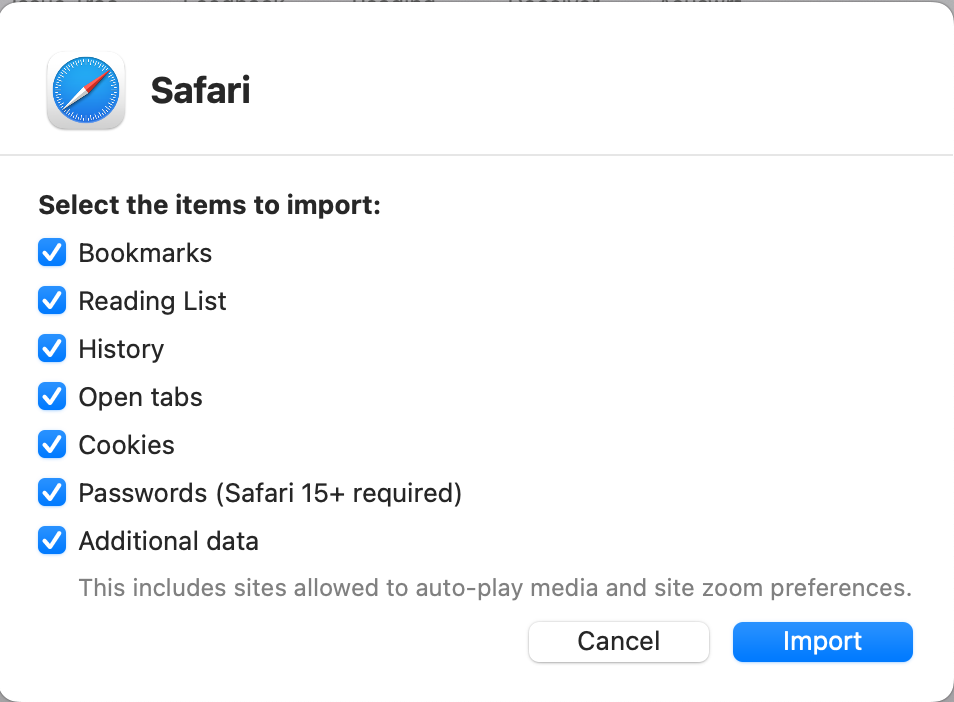 Safari
Select the items to import:
Bookmarks
Reading List
History
Open tabs
Cookies
Passwords (Safari 15+ required)
Additional data
This includes sites allowed to auto-play media and site zoom preferences.
Cancel
Import